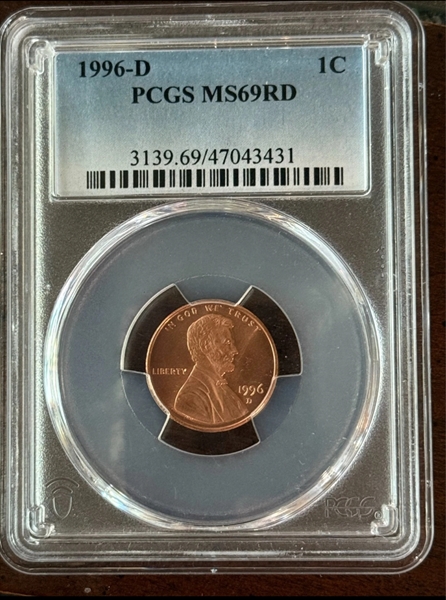 1996-D 1C
PCGS MS69RD
3139.69/47043431
IN GOD WE TRUST
LIBERTY
1996
D
PCGS